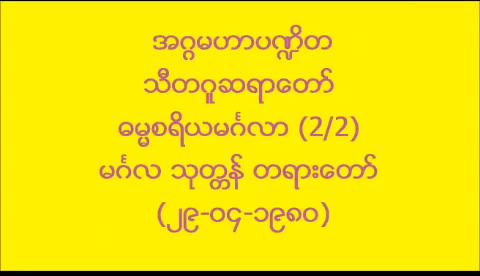 အဂ္ဂမဟာပဏ္ဍိတ
သီတဂူဆရာတော်
ဓမ္မစရိယမင်္ဂလာ (2/2)
မင်္ဂလ သုတ္တန် တရားတော်
(၂၉-၀၄-၁၉၈၀)